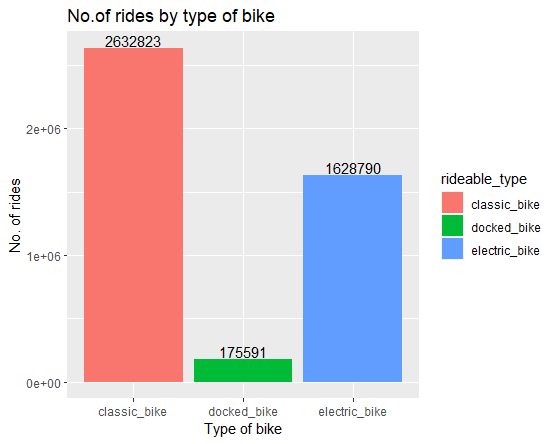 No.of rides by type of bike
2632823
175591
1628790
No. of rides
2e+06
1e+06
0e+00
classic_bike
docked_bike
electric_bike
Type of bike
rideable_type
classic_bike
docked_bike
electric_bike